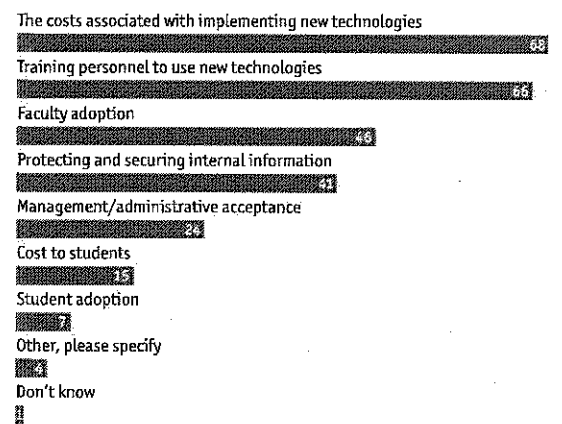 The costs associated with implementing new technologies
68
Training personnel to use new technologies
66
Faculty adoption
46
Protecting and securing internal information
41
Management/administrative acceptance
24
Cost to students
15
Student adoption
7
Other, please specify
4
Don't know